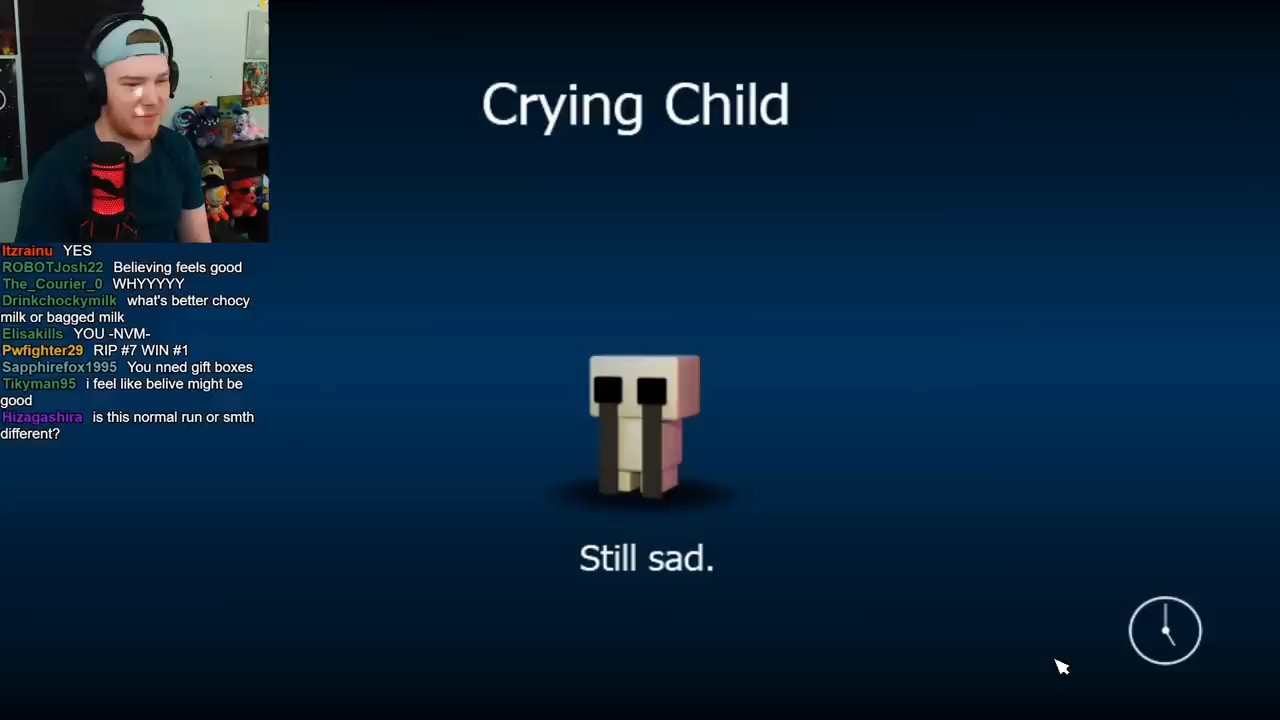 Crying Child
Itzrainu YES
ROBOTJosh22 Believing feels good
The_Courier_0 WHYYYYY
Drinkchockymilk what's better chocy
milk or bagged milk
Elisakills YOU -NVM-
Pwfighter29 RIP #7 WIN #1
Sapphirefox1995 You nned gift boxes
Tikyman95 i feel like belive might be
good
Hizagashira is this normal run or smth
different?
Still sad.